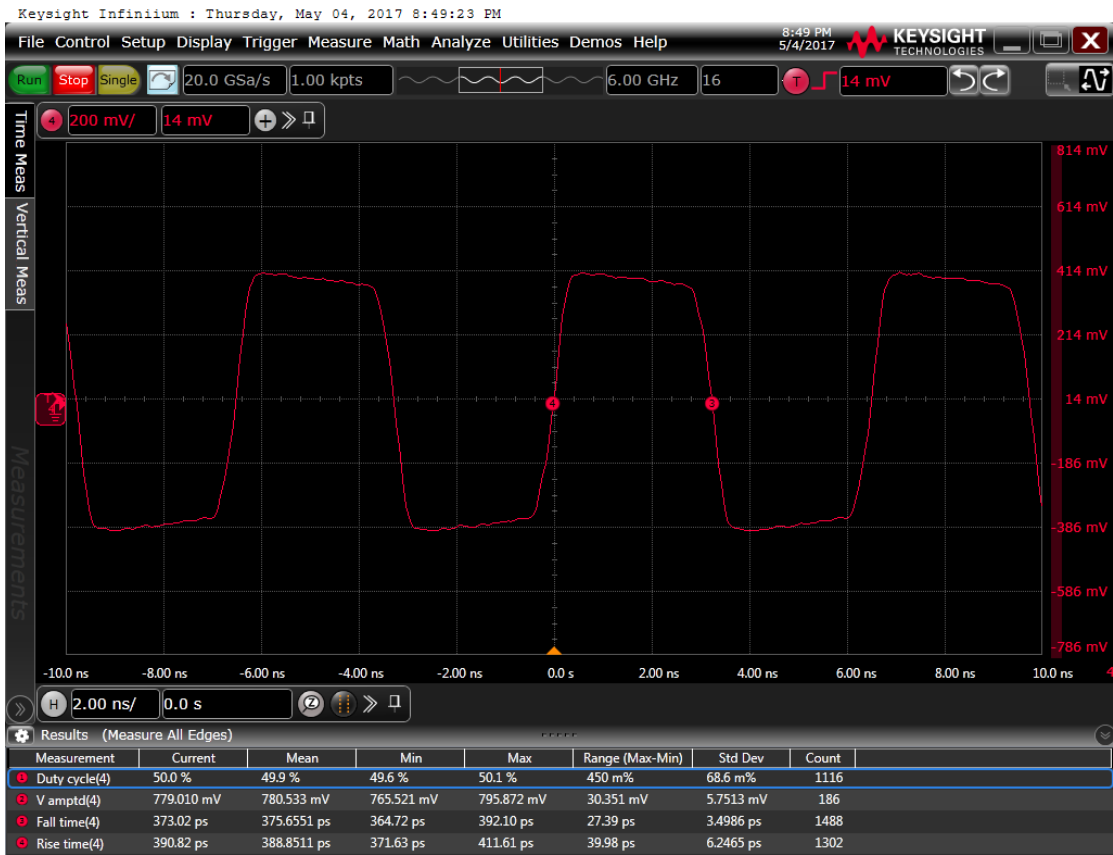 Keysight Infiniium : Thursday, May 04, 2017 8:49:23 PM
File Control Setup Display Trigger Measure Math Analyze Utilities Demos Help
8:49 PM
5/4/2017
KEYSIGHT
TECHNOLOGIES
X
Run Stop Single 20.0 GSa/s 1.00 kpts 6.00 GHz 16 T 14 mV
4 200 mV/ 14 mV
Time Meas
Vertical Meas
Measurements
814 mV
614 mV
414 mV
214 mV
14 mV
-186 mV
-386 mV
-586 mV
-786 mV
4 3
-10.0 ns -8.00 ns -6.00 ns -4.00 ns -2.00 ns 0.0 s 2.00 ns 4.00 ns 6.00 ns 8.00 ns 10.0 ns
H 2.00 ns/ 0.0 s Z
Results (Measure All Edges)
Measurement Current Mean Min Max Range (Max-Min) Std Dev Count
1 Duty cycle(4) 50.0 % 49.9 % 49.6 % 50.1 % 450 m% 68.6 m% 1116
2 V amptd(4) 779.010 mV 780.533 mV 765.521 mV 795.872 mV 30.351 mV 5.7513 mV 186
3 Fall time(4) 373.02 ps 375.6551 ps 364.72 ps 392.10 ps 27.39 ps 3.4986 ps 1488
4 Rise time(4) 390.82 ps 388.8511 ps 371.63 ps 411.61 ps 39.98 ps 6.2465 ps 1302